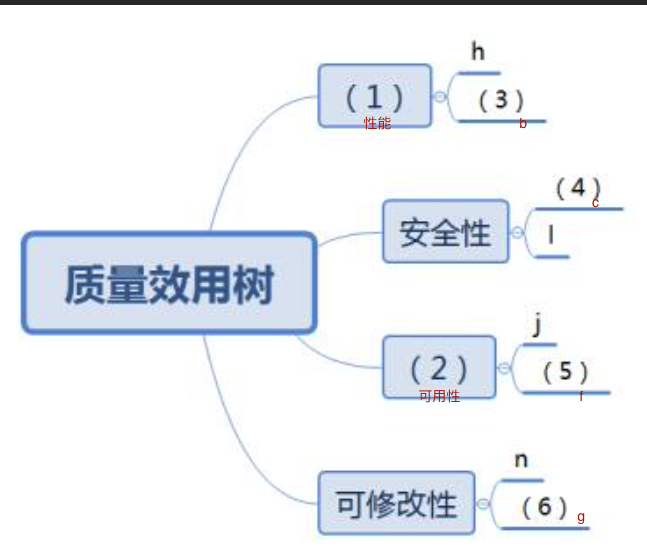 h
（1）
性能
（3）
b
（4）
c
安全性
l
质量效用树
j
（2）
可用性
（5）
f
n
可修改性
（6）
g